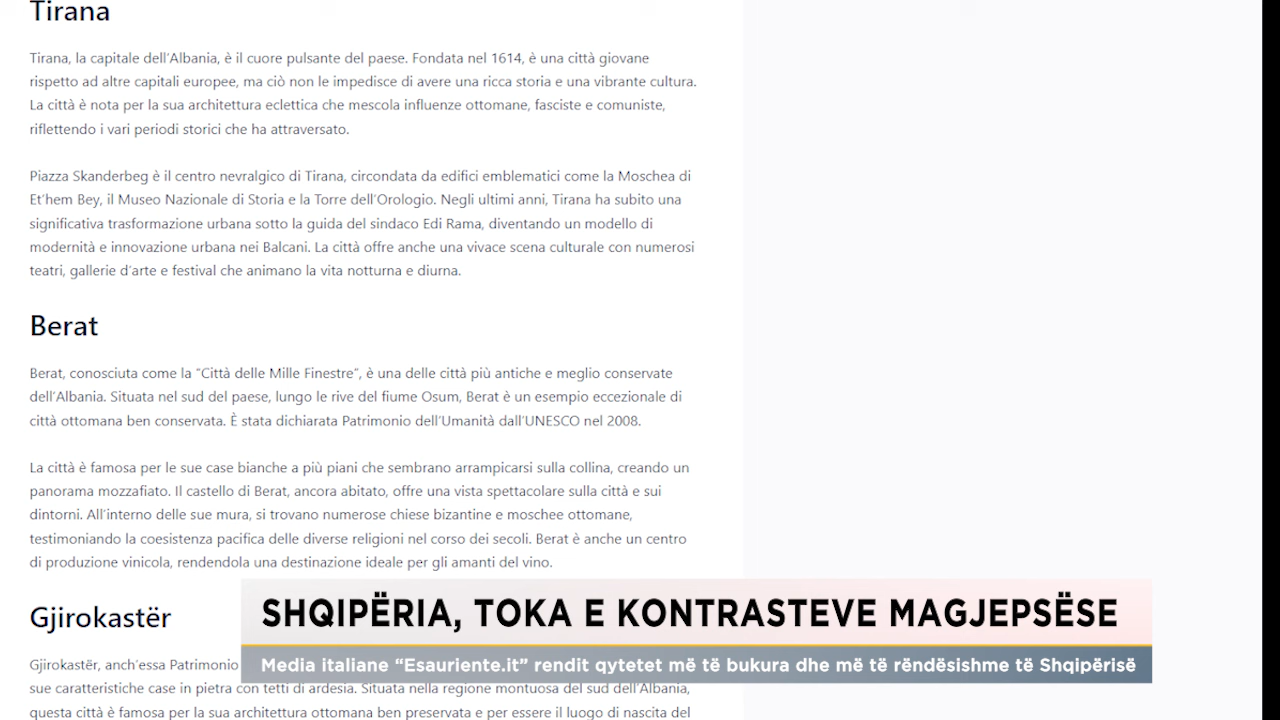 Tirana
Tirana, la capitale dell'Albania, è il cuore pulsante del paese. Fondata nel 1614, è una città giovane
rispetto ad altre capitali europee, ma ciò non le impedisce di avere una ricca storia e una vibrante cultura.
La città è nota per la sua architettura eclettica che mescola influenze ottomane, fasciste e comuniste,
riflettendo i vari periodi storici che ha attraversato.
Piazza Skanderbeg è il centro nevralgico di Tirana, circondata da edifici emblematici come la Moschea di
Et'hem Bey, il Museo Nazionale di Storia e la Torre dell'Orologio. Negli ultimi anni, Tirana ha subito una
significativa trasformazione urbana sotto la guida del sindaco Edi Rama, diventando un modello di
modernità e innovazione urbana nei Balcani. La città offre anche una vivace scena culturale con numerosi
teatri, gallerie d'arte e festival che animano la vita notturna e diurna.
Berat
Berat, conosciuta come la "Città delle Mille Finestre", è una delle città più antiche e meglio conservate
dell'Albania. Situata nel sud del paese, lungo le rive del fiume Osum, Berat è un esempio eccezionale di
città ottomana ben conservata. È stata dichiarata Patrimonio dell'Umanità dall'UNESCO nel 2008.
La città è famosa per le sue case bianche a più piani che sembrano arrampicarsi sulla collina, creando un
panorama mozzafiato. Il castello di Berat, ancora abitato, offre una vista spettacolare sulla città e sui
dintorni. All'interno delle sue mura, si trovano numerose chiese bizantine e moschee ottomane,
testimoniando la coesistenza pacifica delle diverse religioni nel corso dei secoli. Berat è anche un centro
di produzione vinicola, rendendola una destinazione ideale per gli amanti del vino.
Gjirokastër
Gjirokastër, anch'essa Patrimonio
sue caratteristiche case in pietra con tetti di ardesia. Situata nella regione montuosa del sud dell'Albania,
questa città è famosa per la sua architettura ottomana ben preservata e per essere il luogo di nascita del
SHQIPËRIA, TOKA E KONTRASTEVE MAGJEPSËSE
Media italiane “Esauriente.it” rendit qytetet më të bukura dhe më të rëndësishme të Shqipërisë